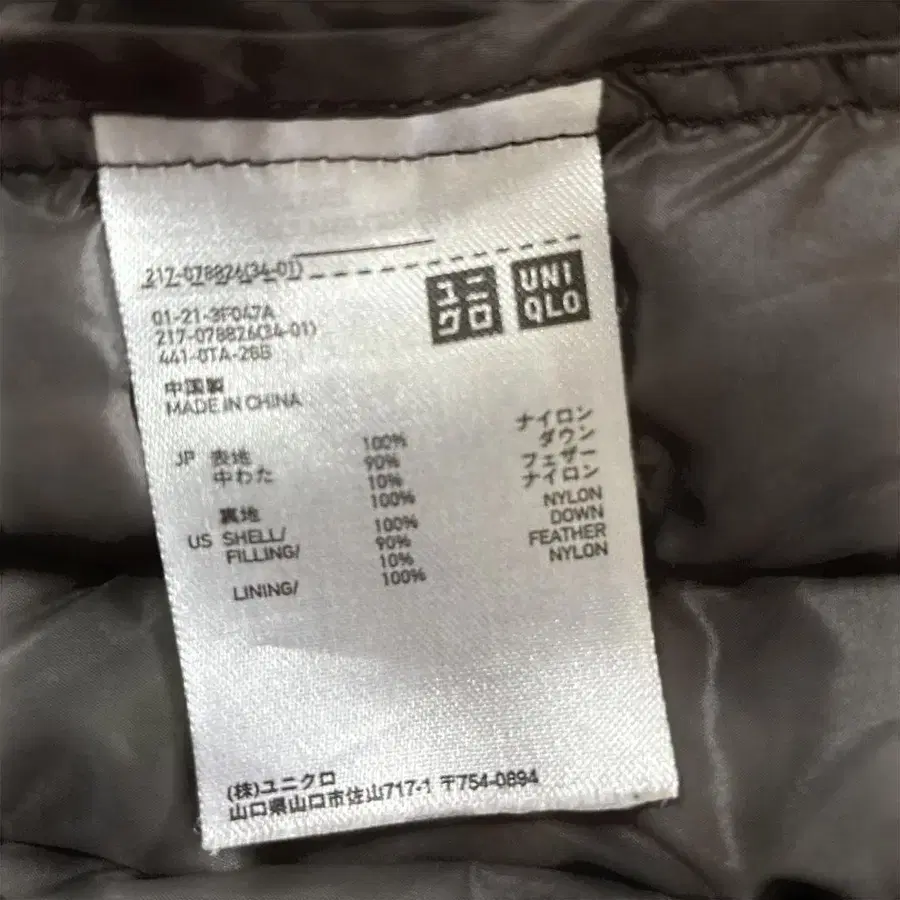 217-078826(34-01)
ユニ
クロ
UNI
QLO
01-21-3F047A
217-078826(34-01)
441-0TA-26B
中国製
MADE IN CHINA
JP 表地 100% ナイロン
中わた 90% ダウン
10% フェザー
裏地 100% ナイロン
US SHELL/ 100% NYLON
FILLING/ 90% DOWN
10% FEATHER
LINING/ 100% NYLON
(株)ユニクロ
山口県山口市佐山717-1 〒754-0894